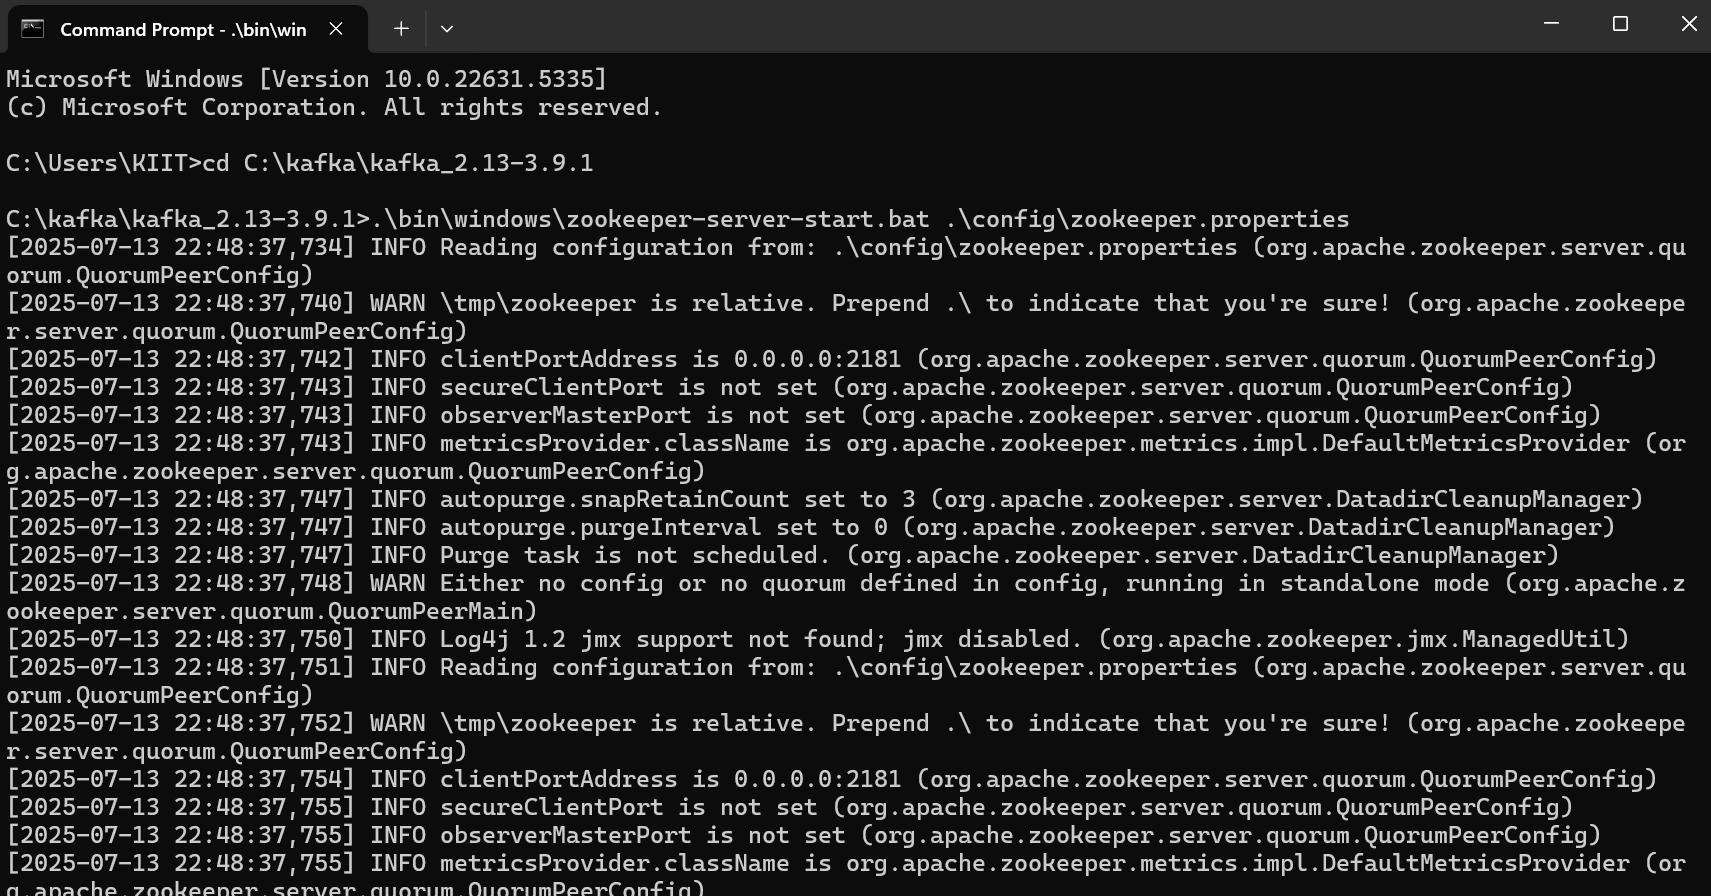 Command Prompt - .\bin\win
Microsoft Windows [Version 10.0.22631.5335]
(c) Microsoft Corporation. All rights reserved.
C:\Users\KIIT>cd C:\kafka\kafka_2.13-3.9.1
C:\kafka\kafka_2.13-3.9.1>.\bin\windows\zookeeper-server-start.bat .\config\zookeeper.properties
[2025-07-13 22:48:37,734] INFO Reading configuration from: .\config\zookeeper.properties (org.apache.zookeeper.server.qu
orum.QuorumPeerConfig)
[2025-07-13 22:48:37,740] WARN \tmp\zookeeper is relative. Prepend .\ to indicate that you're sure! (org.apache.zookeepe
r.server.quorum.QuorumPeerConfig)
[2025-07-13 22:48:37,742] INFO clientPortAddress is 0.0.0.0:2181 (org.apache.zookeeper.server.quorum.QuorumPeerConfig)
[2025-07-13 22:48:37,743] INFO secureClientPort is not set (org.apache.zookeeper.server.quorum.QuorumPeerConfig)
[2025-07-13 22:48:37,743] INFO observerMasterPort is not set (org.apache.zookeeper.server.quorum.QuorumPeerConfig)
[2025-07-13 22:48:37,743] INFO metricsProvider.className is org.apache.zookeeper.metrics.impl.DefaultMetricsProvider (or
g.apache.zookeeper.server.quorum.QuorumPeerConfig)
[2025-07-13 22:48:37,747] INFO autopurge.snapRetainCount set to 3 (org.apache.zookeeper.server.DatadirCleanupManager)
[2025-07-13 22:48:37,747] INFO autopurge.purgeInterval set to 0 (org.apache.zookeeper.server.DatadirCleanupManager)
[2025-07-13 22:48:37,747] INFO Purge task is not scheduled. (org.apache.zookeeper.server.DatadirCleanupManager)
[2025-07-13 22:48:37,748] WARN Either no config or no quorum defined in config, running in standalone mode (org.apache.z
ookeeper.server.quorum.QuorumPeerMain)
[2025-07-13 22:48:37,750] INFO Log4j 1.2 jmx support not found; jmx disabled. (org.apache.zookeeper.jmx.ManagedUtil)
[2025-07-13 22:48:37,751] INFO Reading configuration from: .\config\zookeeper.properties (org.apache.zookeeper.server.qu
orum.QuorumPeerConfig)
[2025-07-13 22:48:37,752] WARN \tmp\zookeeper is relative. Prepend .\ to indicate that you're sure! (org.apache.zookeepe
r.server.quorum.QuorumPeerConfig)
[2025-07-13 22:48:37,754] INFO clientPortAddress is 0.0.0.0:2181 (org.apache.zookeeper.server.quorum.QuorumPeerConfig)
[2025-07-13 22:48:37,755] INFO secureClientPort is not set (org.apache.zookeeper.server.quorum.QuorumPeerConfig)
[2025-07-13 22:48:37,755] INFO observerMasterPort is not set (org.apache.zookeeper.server.quorum.QuorumPeerConfig)
[2025-07-13 22:48:37,755] INFO metricsProvider.className is org.apache.zookeeper.metrics.impl.DefaultMetricsProvider (or
g.apache.zookeeper.server.quorum.QuorumPeerConfig)